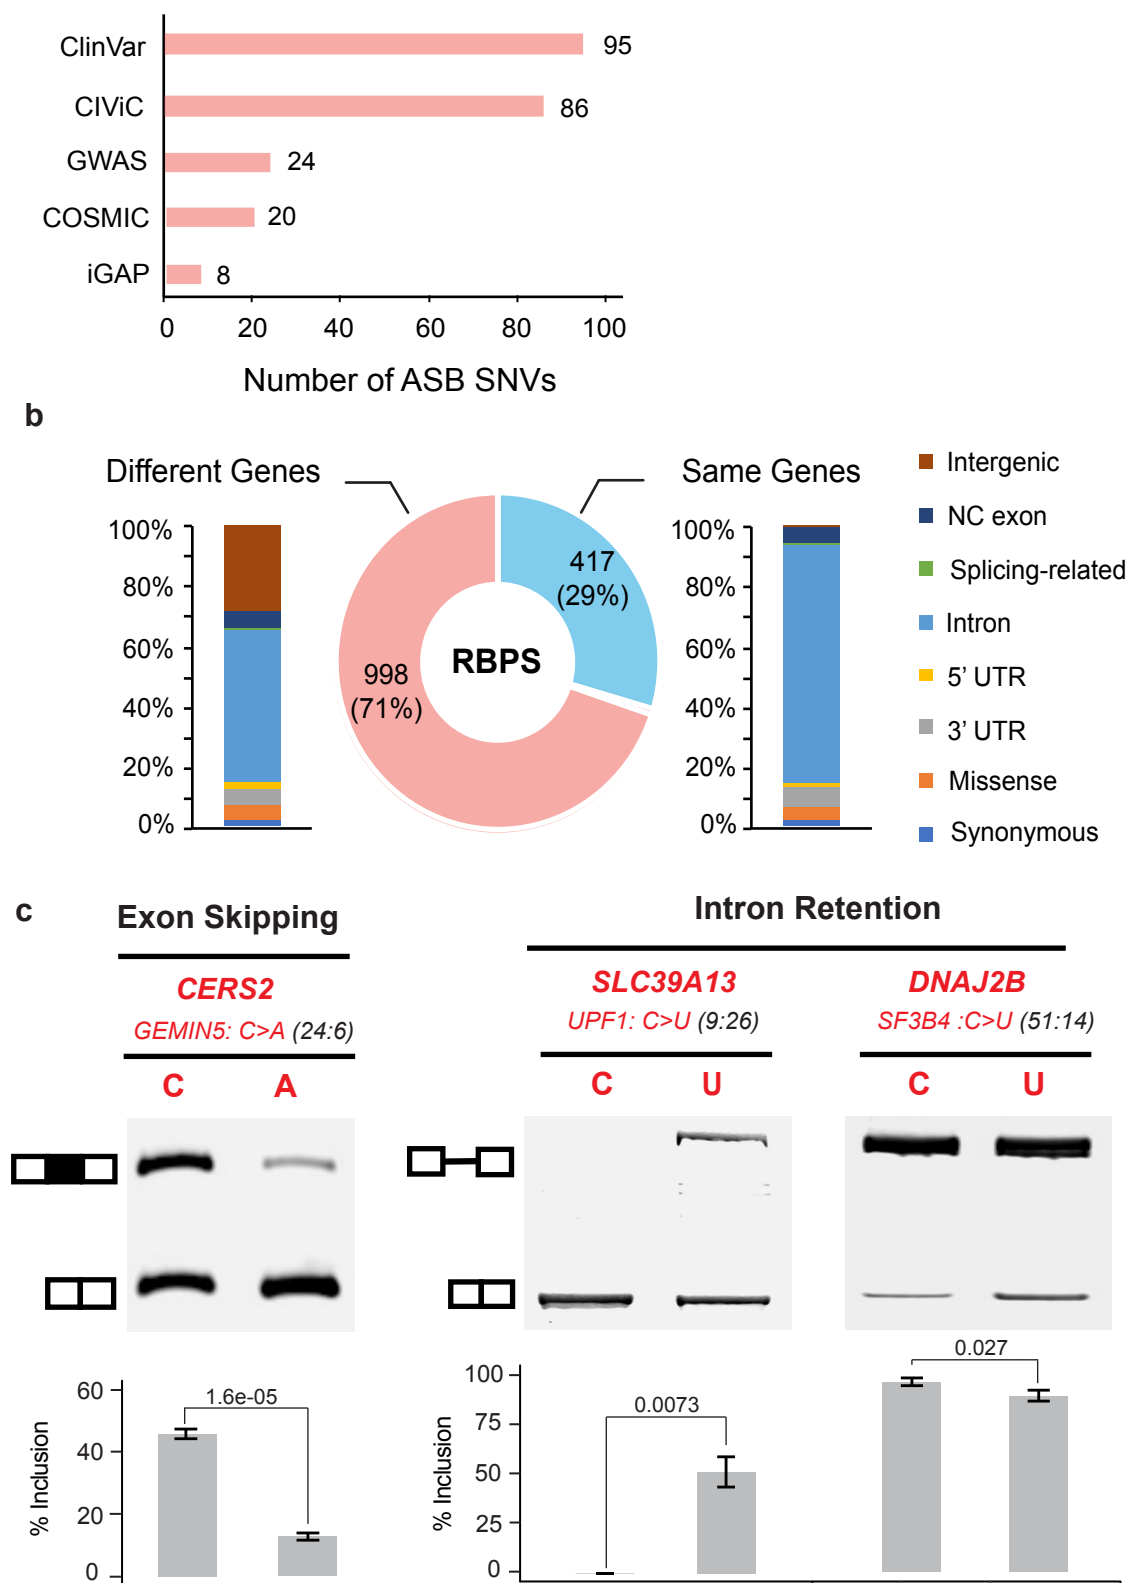 ClinVar 95
CIViC 86
GWAS 24
COSMIC 20
iGAP 8
0 20 40 60 80 100
Number of ASB SNVs
b
Different Genes
Same Genes
100%
80%
60%
40%
20%
0%
998
(71%)
RBPS
417
(29%)
100%
80%
60%
40%
20%
0%
Intergenic
NC exon
Splicing-related
Intron
5’ UTR
3’ UTR
Missense
Synonymous
c
Exon Skipping
Intron Retention
CERS2
GEMIN5: C>A (24:6)
C A
SLC39A13
UPF1: C>U (9:26)
C U
DNAJ2B
SF3B4 :C>U (51:14)
C U
% Inclusion
60
40
20
0
1.6e-05
% Inclusion
100
75
50
25
0
0.0073
0.027